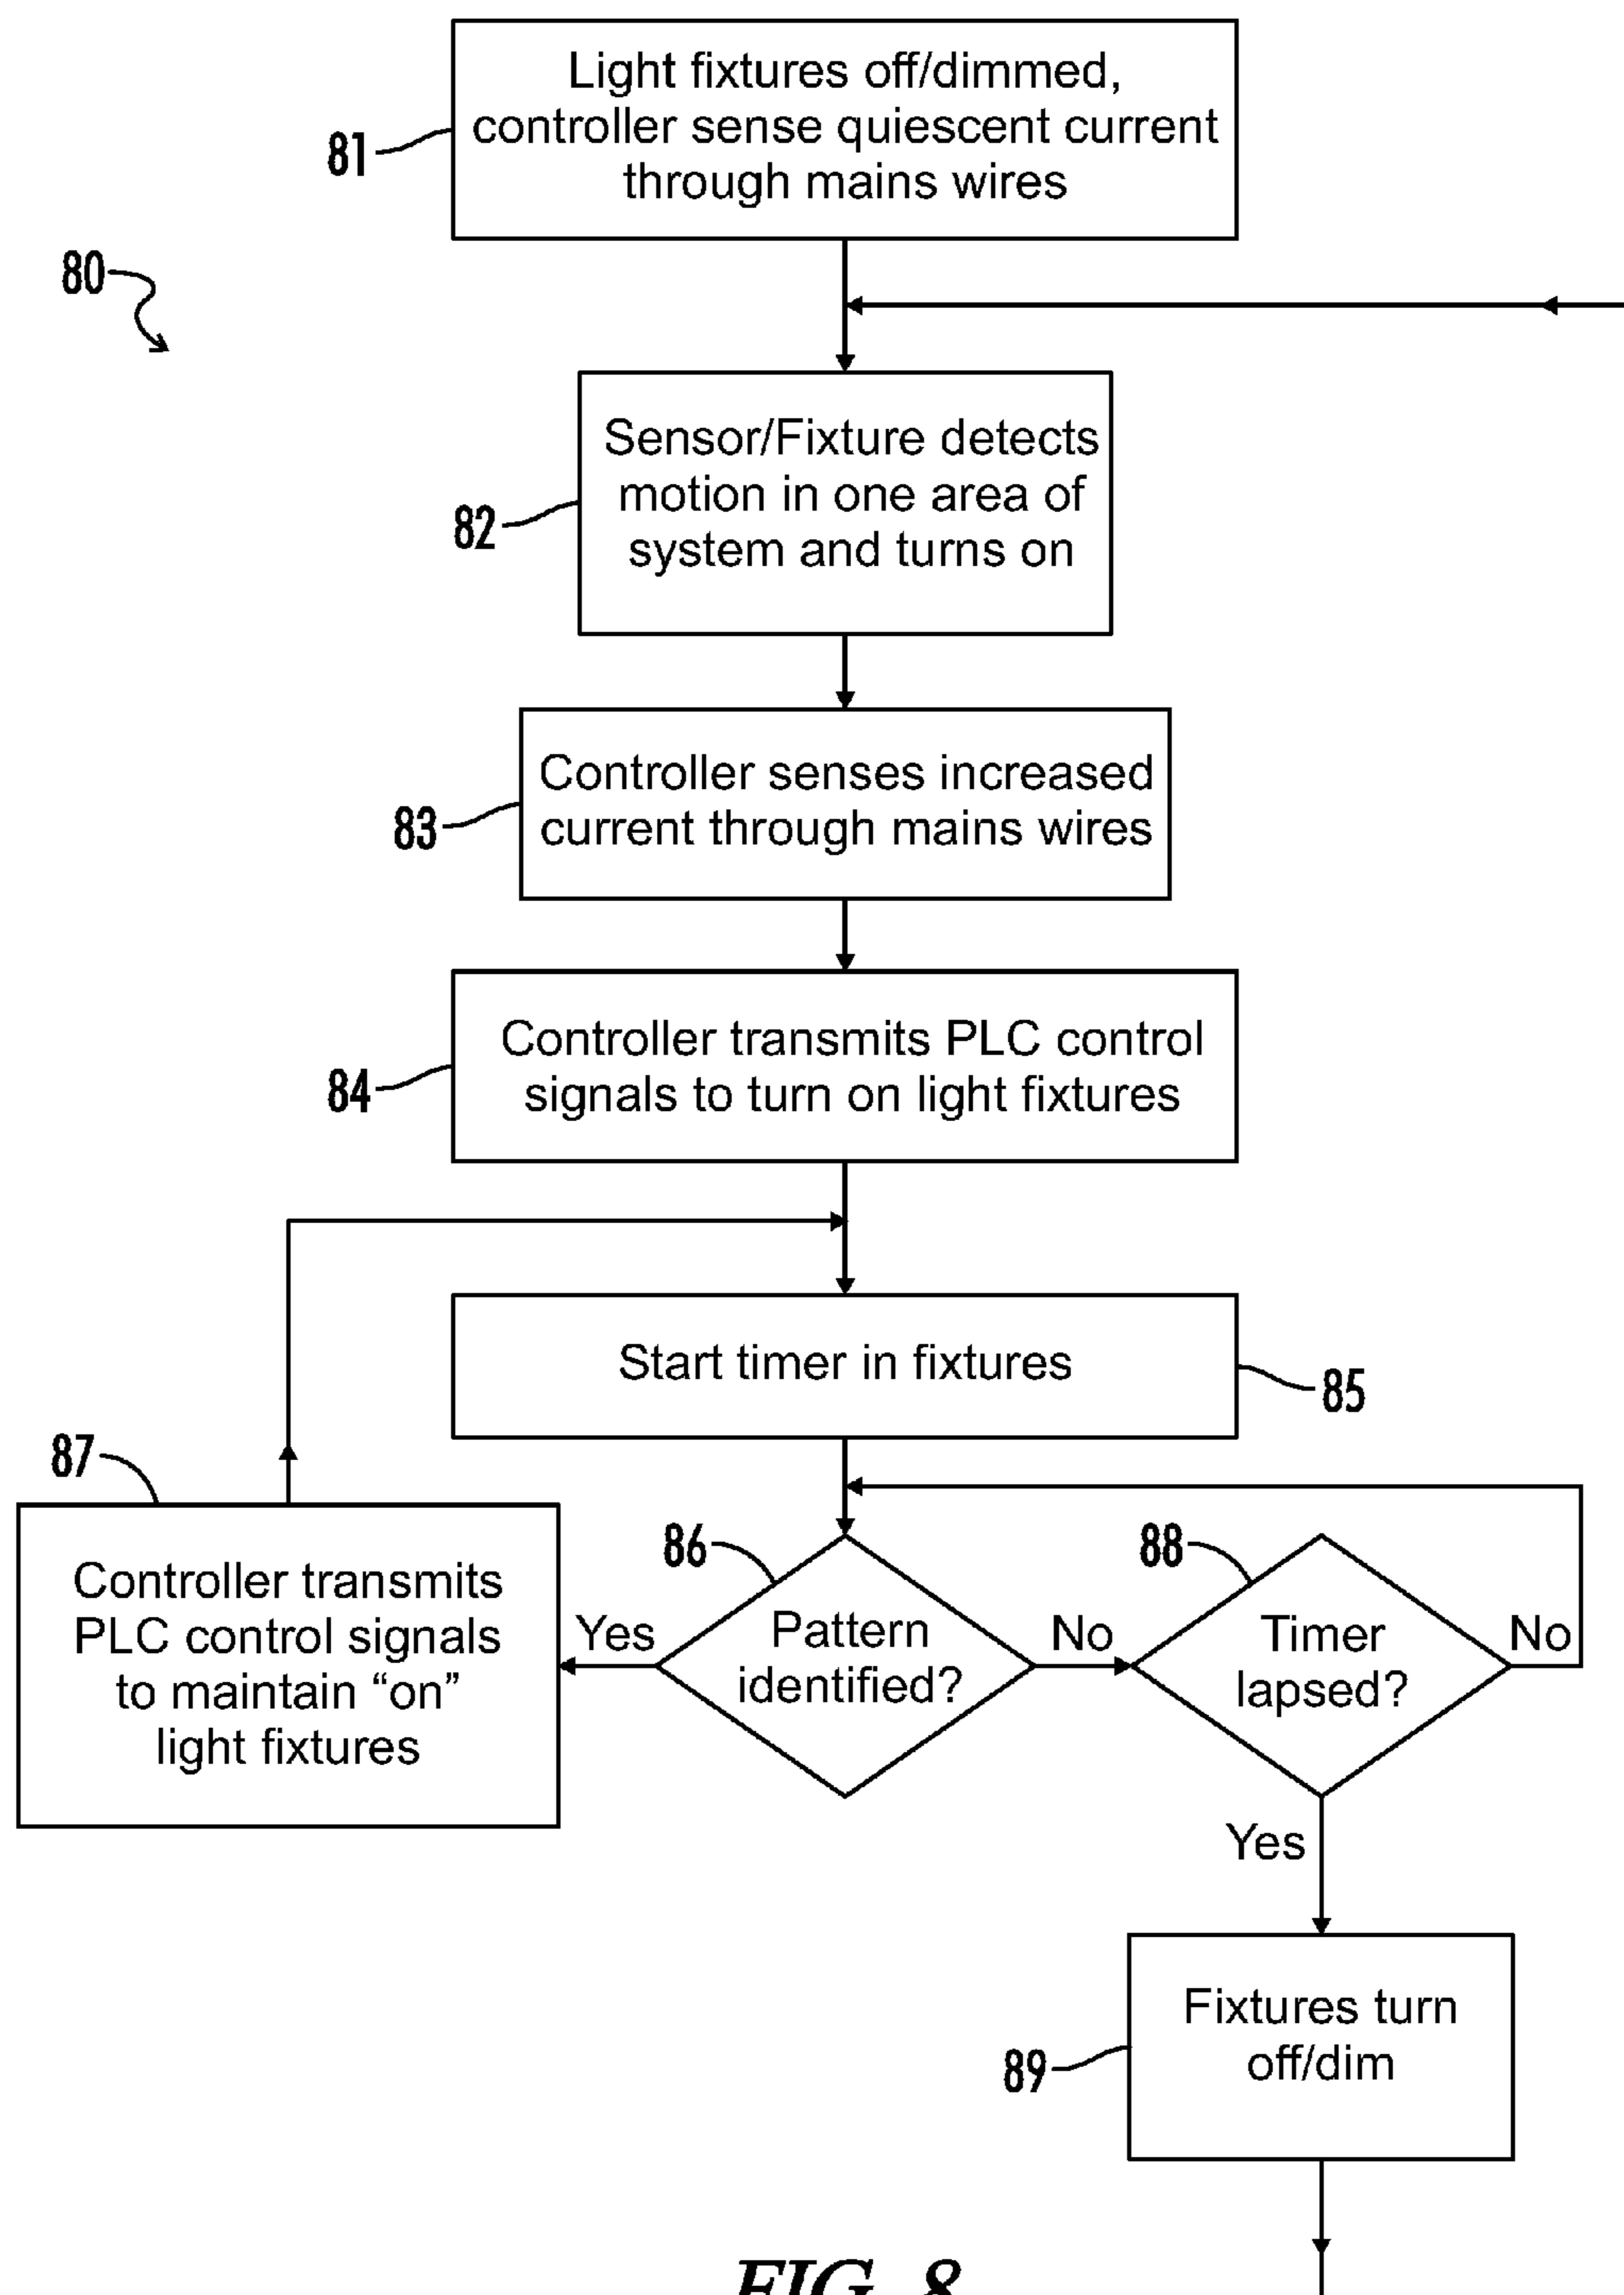 Light fixtures off/dimmed,
controller sense quiescent current
through mains wires
81
80
Sensor/Fixture detects
motion in one area of
system and turns on
82
Controller senses increased
current through mains wires
83
Controller transmits PLC control
signals to turn on light fixtures
84
Start timer in fixtures
85
87
Controller transmits
PLC control signals
to maintain “on”
light fixtures
86
Yes
Pattern
identified?
No
88
Timer
lapsed?
No
Yes
Fixtures turn
off/dim
89
FIG. 8